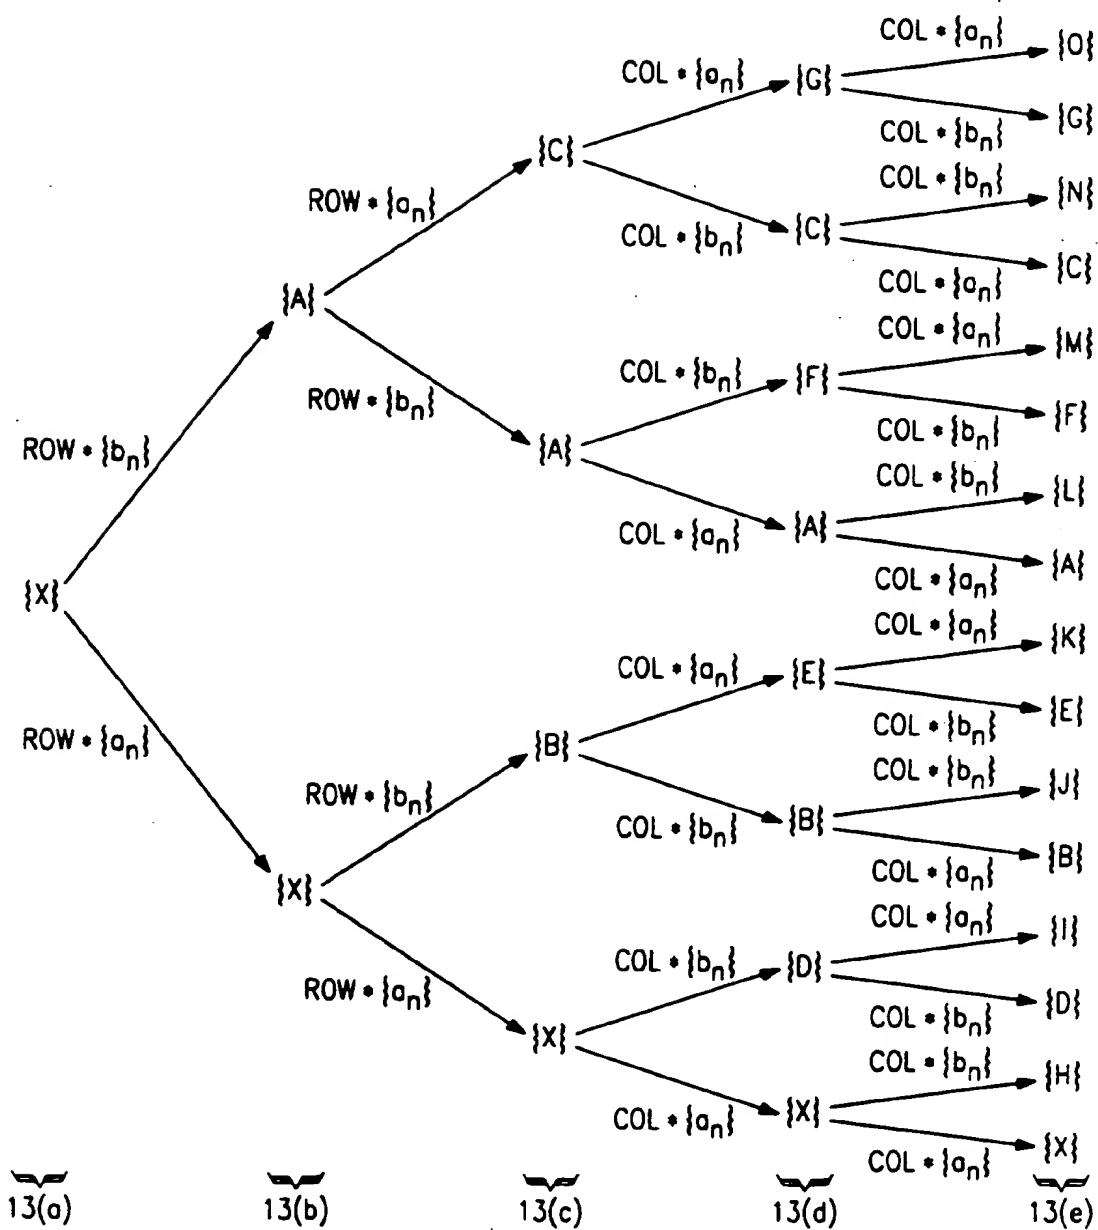 COL * {aₙ}
{O}
COL * {aₙ}
{G}
{G}
COL * {bₙ}
{C}
COL * {bₙ}
{N}
ROW * {aₙ}
COL * {bₙ}
{C}
{C}
COL * {aₙ}
{A}
COL * {aₙ}
{M}
COL * {bₙ}
{F}
ROW * {bₙ}
{F}
COL * {bₙ}
ROW * {bₙ}
{A}
COL * {bₙ}
{L}
COL * {aₙ}
{A}
{A}
COL * {aₙ}
{X}
COL * {aₙ}
{K}
COL * {aₙ}
{E}
{E}
COL * {bₙ}
ROW * {aₙ}
{B}
COL * {bₙ}
{J}
ROW * {bₙ}
COL * {bₙ}
{B}
{B}
COL * {aₙ}
{X}
COL * {aₙ}
{I}
COL * {bₙ}
{D}
ROW * {aₙ}
{D}
COL * {bₙ}
{X}
COL * {bₙ}
{H}
COL * {aₙ}
{X}
{X}
COL * {aₙ}
13(a) 13(b) 13(c) 13(d) 13(e)